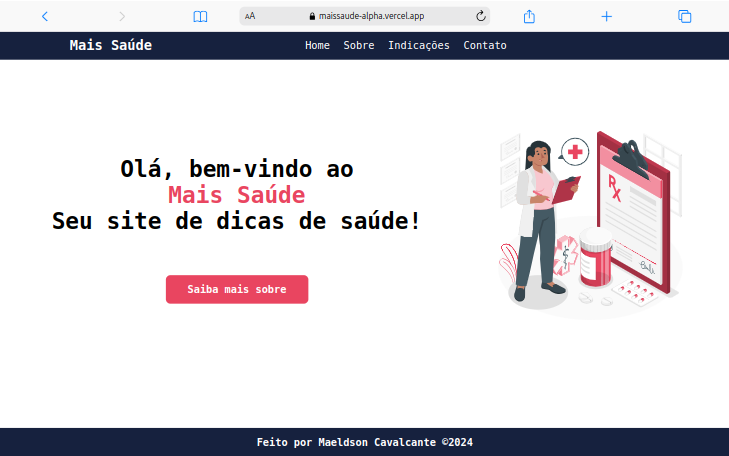 AA
maissaude-alpha.vercel.app
Mais Saúde
Home Sobre Indicações Contato
Olá, bem-vindo ao
Mais Saúde
Seu site de dicas de saúde!
Saiba mais sobre
RX
Feito por Maeldson Cavalcante ©2024